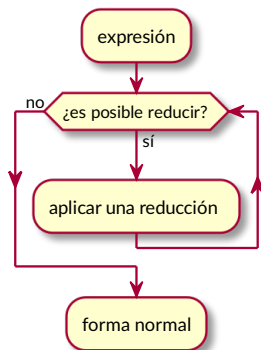 expresión
no
¿es posible reducir?
sí
aplicar una reducción
forma normal